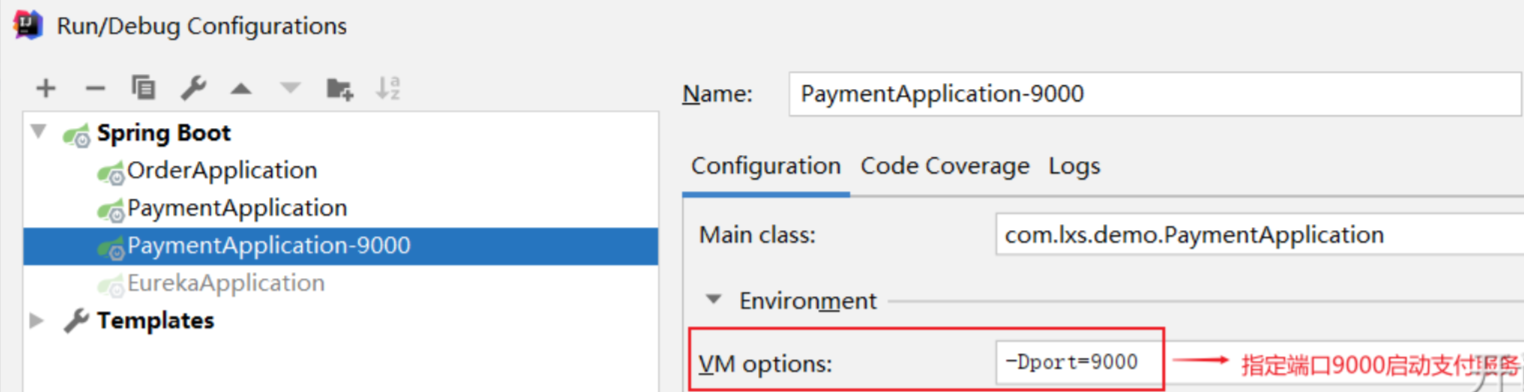 Run/Debug Configurations
Name:
PaymentApplication-9000
Spring Boot
OrderApplication
PaymentApplication
PaymentApplication-9000
EurekaApplication
Templates
Configuration
Code Coverage
Logs
Main class:
com.lxs.demo.PaymentApplication
Environment
VM options:
-Dport=9000
指定端口9000启动支付服务